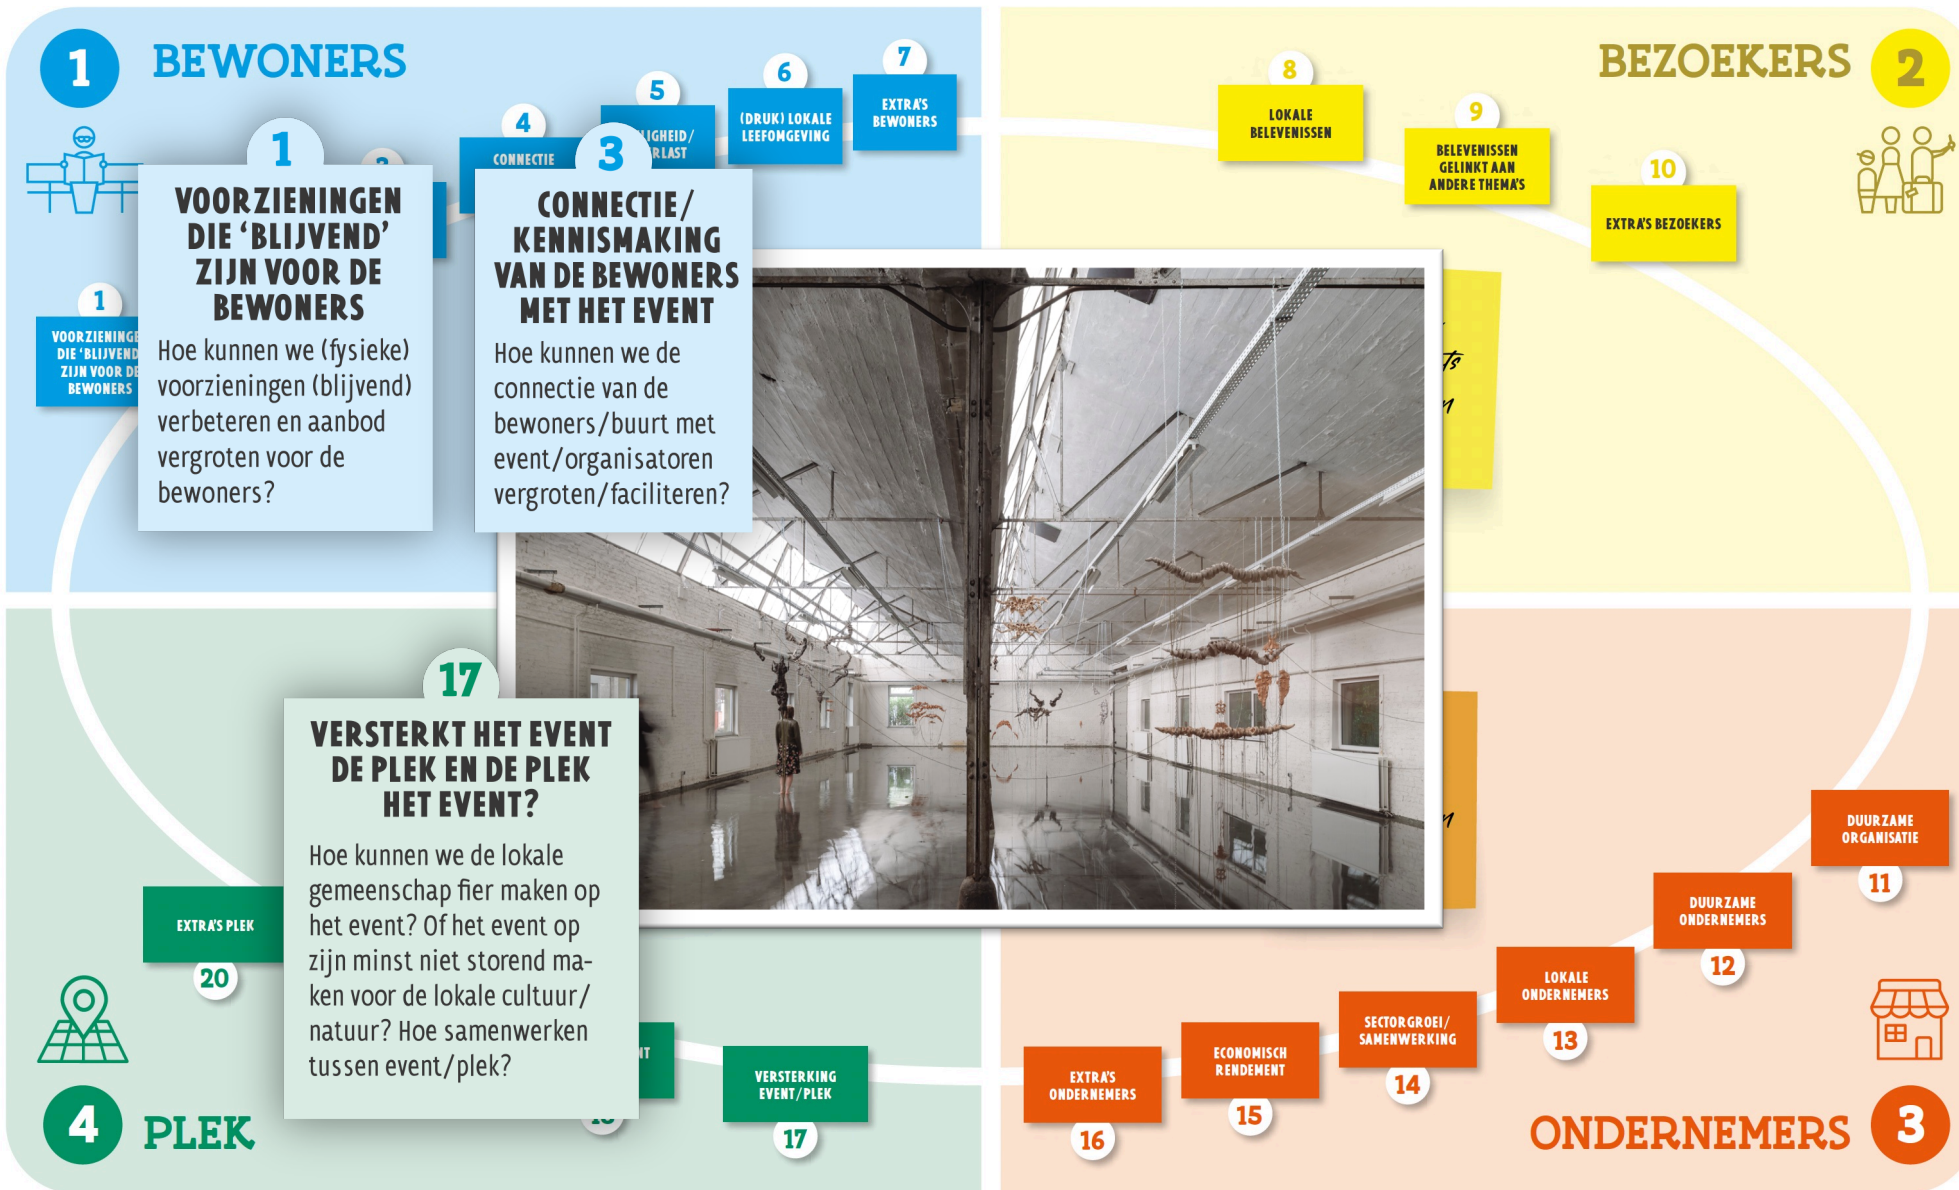 1 BEWONERS
1
VOORZIENINGEN
DIE ‘BLIJVEND’
ZIJN VOOR DE
BEWONERS
Hoe kunnen we (fysieke)
voorzieningen (blijvend)
verbeteren en aanbod
vergroten voor de
bewoners?
1
DIE
ZIJN VOOR DE
BEWONERS
4
CONNECTIE
3
CONNECTIE/
KENNISMAKING
VAN DE BEWONERS
MET HET EVENT
Hoe kunnen we de
connectie van de
bewoners/buurt met
event/organisatoren
vergroten/faciliteren?
5
6
(DRUK) LOKALE
LEEFOMGEVING
7
EXTRA'S
BEWONERS
BEZOEKERS 2
8
LOKALE
BELEVENISSEN
9
BELEVENISSEN
GELINKT AAN
ANDERE THEMA'S
10
EXTRA'S BEZOEKERS
DUURZAME
ORGANISATIE
11
DUURZAME
ONDERNEMERS
12
LOKALE
ONDERNEMERS
13
SECTORGROEI/
SAMENWERKING
14
ECONOMISCH
RENDEMENT
15
EXTRA'S
ONDERNEMERS
16
ONDERNEMERS 3
VERSTERKING
EVENT/PLEK
17
17
VERSTERKT HET EVENT
DE PLEK EN DE PLEK
HET EVENT?
Hoe kunnen we de lokale
gemeenschap fier maken op
het event? Of het event op
zijn minst niet storend ma-
ken voor de lokale cultuur/
natuur? Hoe samenwerken
tussen event/plek?
EXTRA'S PLEK
20
4 PLEK